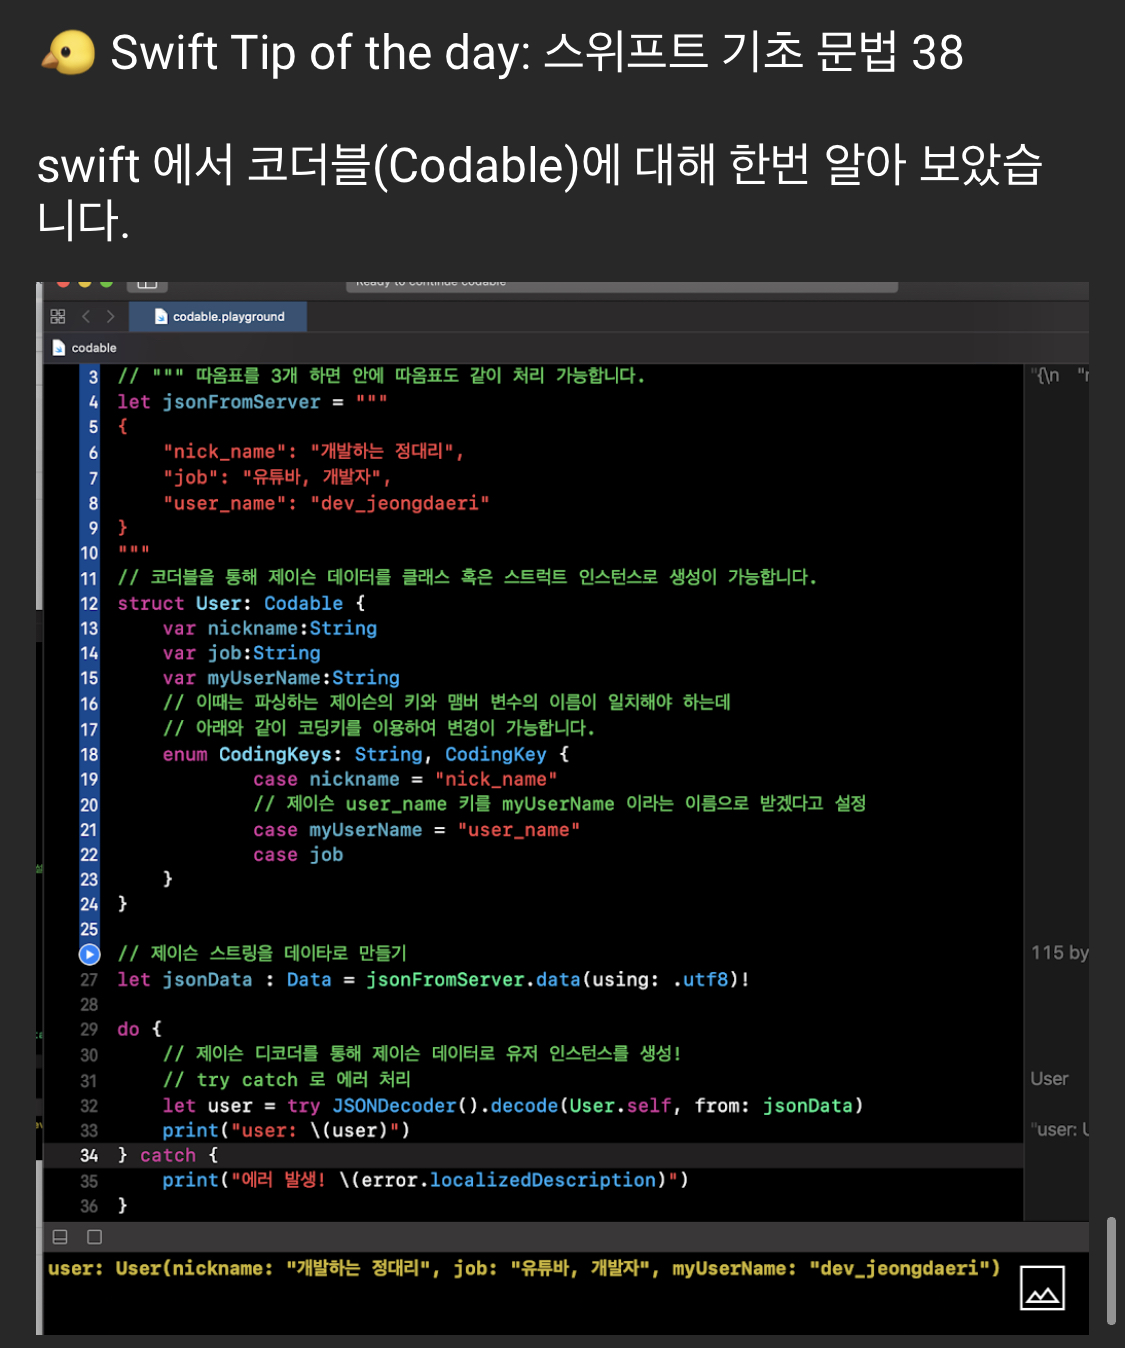 🐤 Swift Tip of the day: 스위프트 기초 문법 38
swift 에서 코더블(Codable)에 대해 한번 알아 보았습
니다.
Ready to continue codable
codable.playground
codable
3 // """ 따옴표를 3개 하면 안에 따옴표도 같이 처리 가능합니다. "{\n "n
4 let jsonFromServer = """
5 {
6 "nick_name": "개발하는 정대리",
7 "job": "유튜바, 개발자",
8 "user_name": "dev_jeongdaeri"
9 }
10 """
11 // 코더블을 통해 제이슨 데이터를 클래스 혹은 스트럭트 인스턴스로 생성이 가능합니다.
12 struct User: Codable {
13 var nickname:String
14 var job:String
15 var myUserName:String
16 // 이때는 파싱하는 제이슨의 키와 맴버 변수의 이름이 일치해야 하는데
17 // 아래와 같이 코딩키를 이용하여 변경이 가능합니다.
18 enum CodingKeys: String, CodingKey {
19 case nickname = "nick_name"
20 // 제이슨 user_name 키를 myUserName 이라는 이름으로 받겠다고 설정
21 case myUserName = "user_name"
22 case job
23 }
24 }
25
// 제이슨 스트링을 데이타로 만들기
27 let jsonData : Data = jsonFromServer.data(using: .utf8)! 115 by
28
29 do {
30 // 제이슨 디코더를 통해 제이슨 데이터로 유저 인스턴스를 생성!
31 // try catch 로 에러 처리
32 let user = try JSONDecoder().decode(User.self, from: jsonData) User
33 print("user: \(user)") "user: U
34 } catch {
35 print("에러 발생! \(error.localizedDescription)")
36 }
user: User(nickname: "개발하는 정대리", job: "유튜바, 개발자", myUserName: "dev_jeongdaeri")